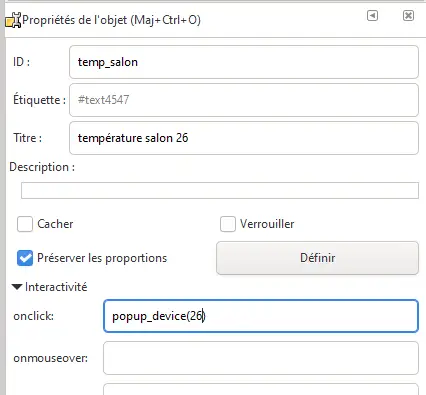 Propriétés de l'objet (Maj+Ctrl+O)
ID : temp_salon
Étiquette : #text4547
Titre : température salon 26
Description :
Cacher Verrouiller
Préserver les proportions Définir
Interactivité
onclick: popup_device(26)
onmouseover: